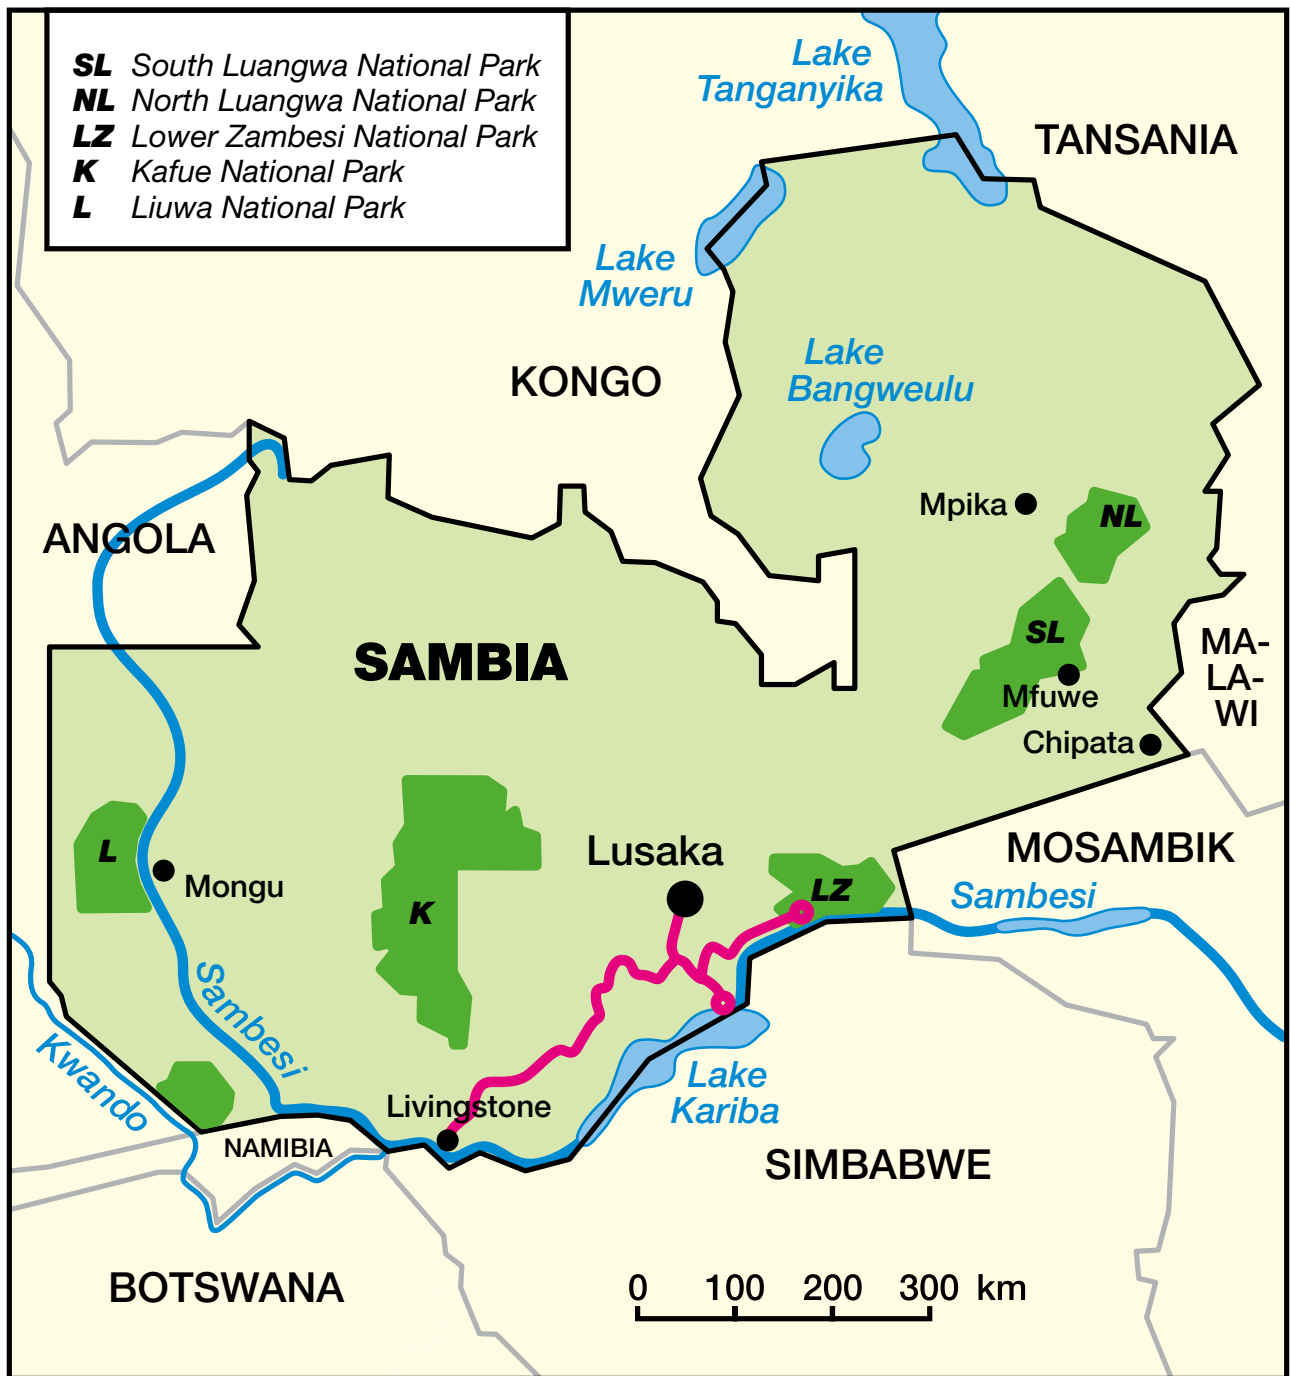 SL South Luangwa National Park
NL North Luangwa National Park
LZ Lower Zambesi National Park
K Kafue National Park
L Liuwa National Park
Lake
Tanganyika
TANSANIA
Lake
Mweru
KONGO
Lake
Bangweulu
Mpika
NL
ANGOLA
SL
SAMBIA
MA-
LA-
WI
Mfuwe
Chipata
L
Mongu
K
Lusaka
LZ
MOSAMBIK
Sambesi
Sambesi
Kwando
Livingstone
Lake
Kariba
NAMIBIA
SIMBABWE
BOTSWANA
0 100 200 300 km